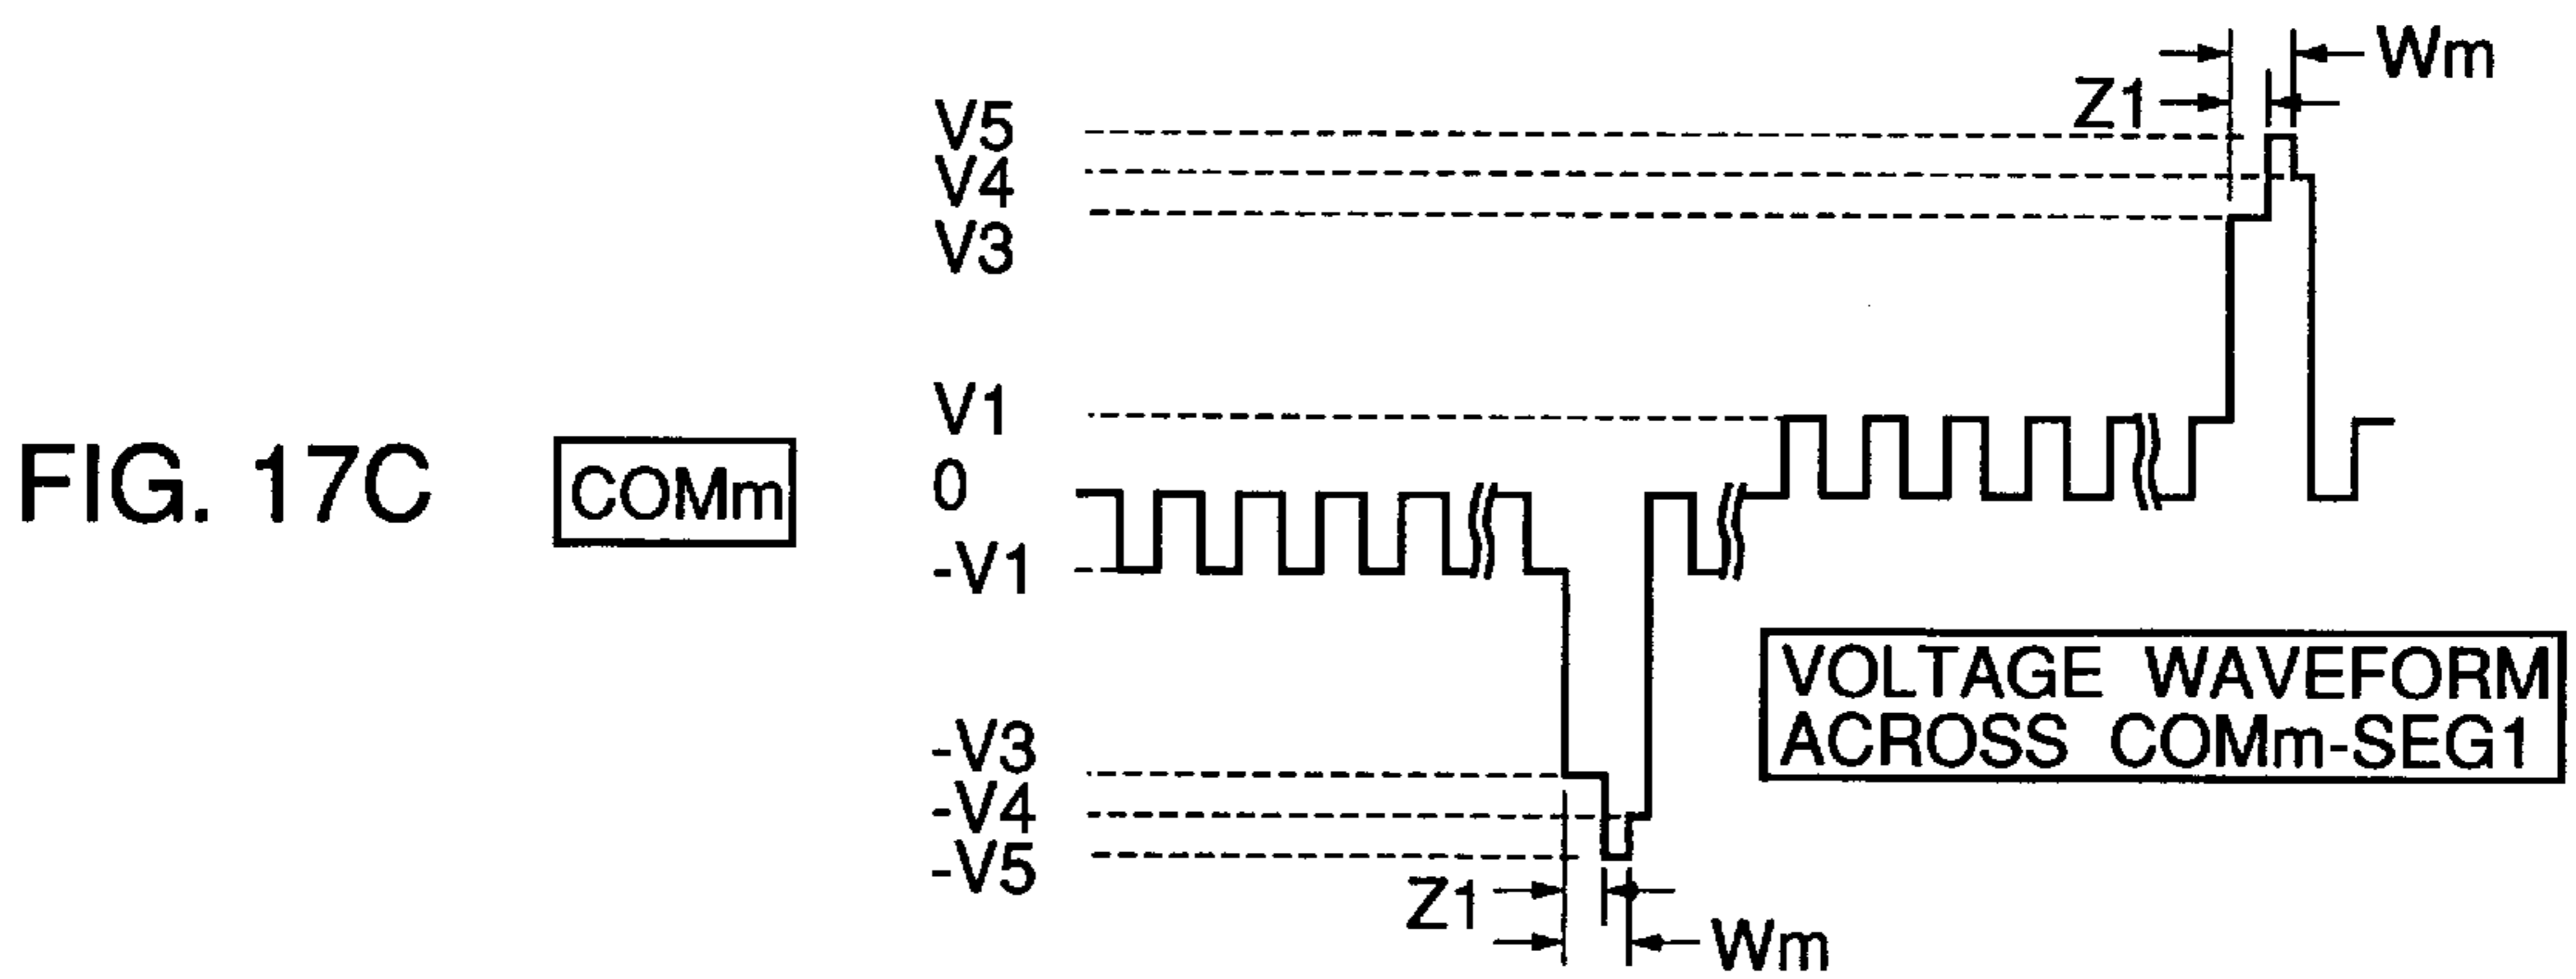 Wm
Z1
V5
V4
V3
V1
FIG. 17C
COMm
0
-V1
VOLTAGE WAVEFORM
ACROSS COMm-SEG1
-V3
-V4
-V5
Z1
Wm